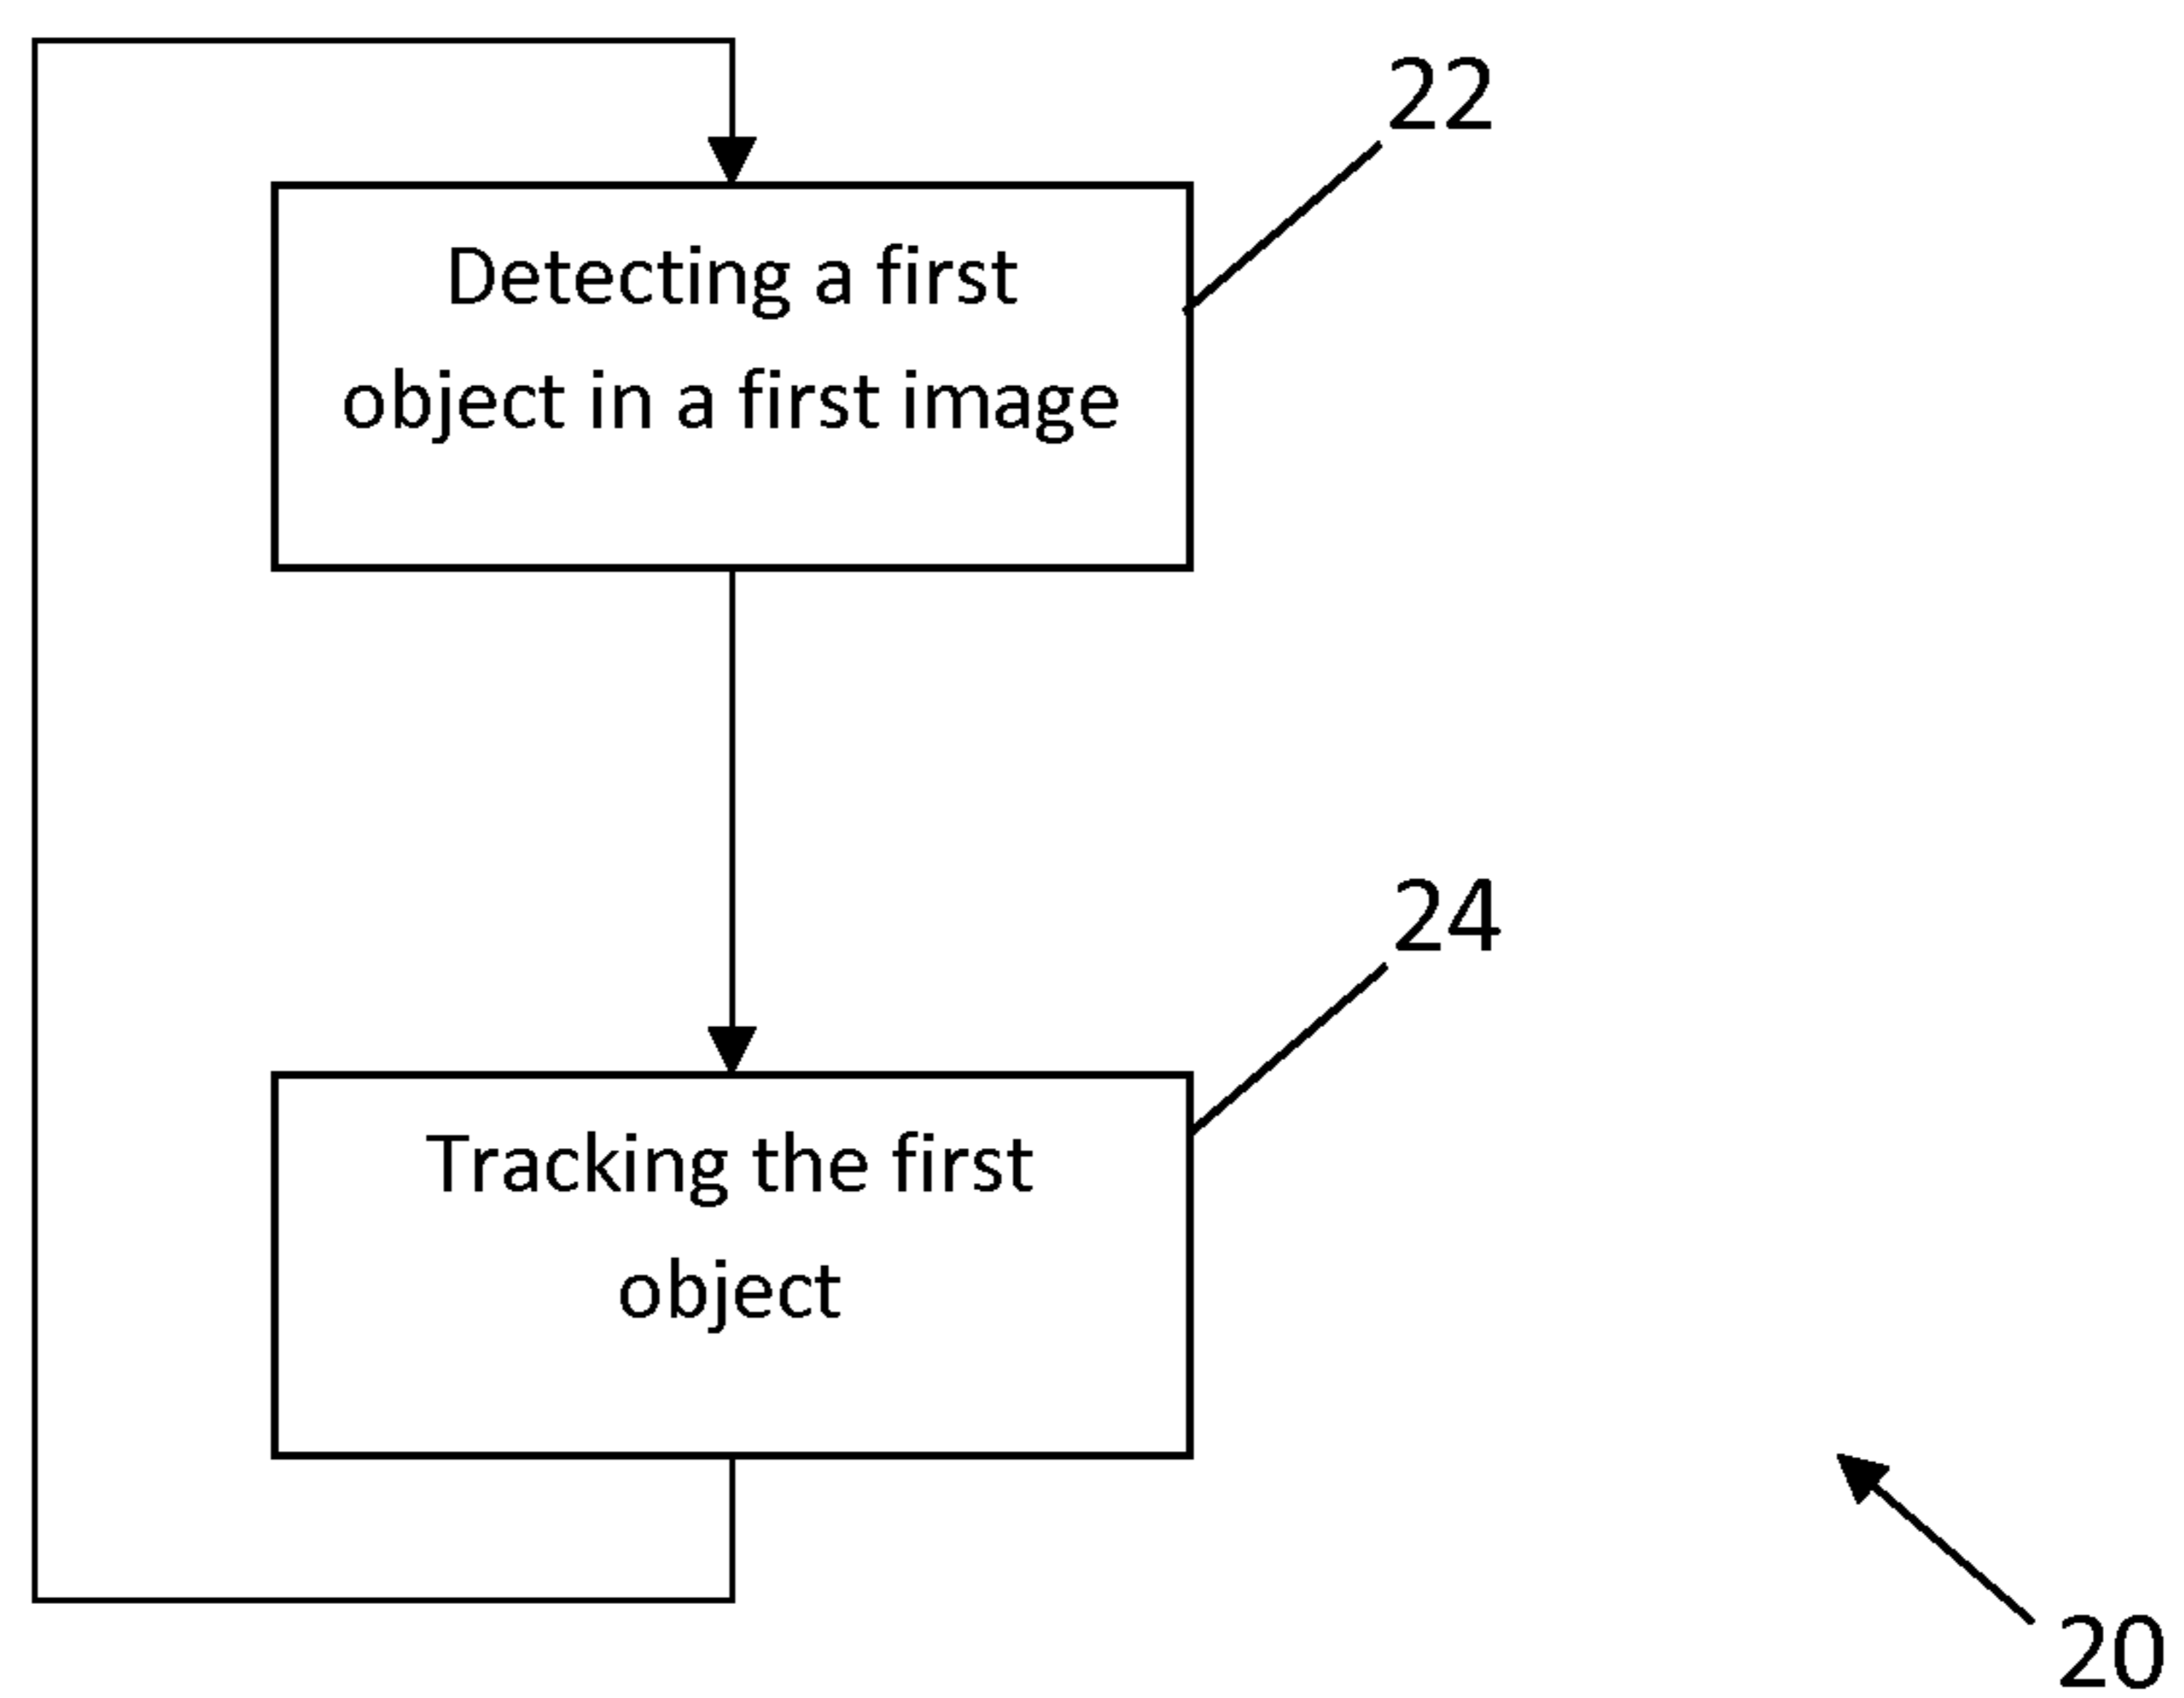 22
Detecting a first
object in a first image
24
Tracking the first
object
20